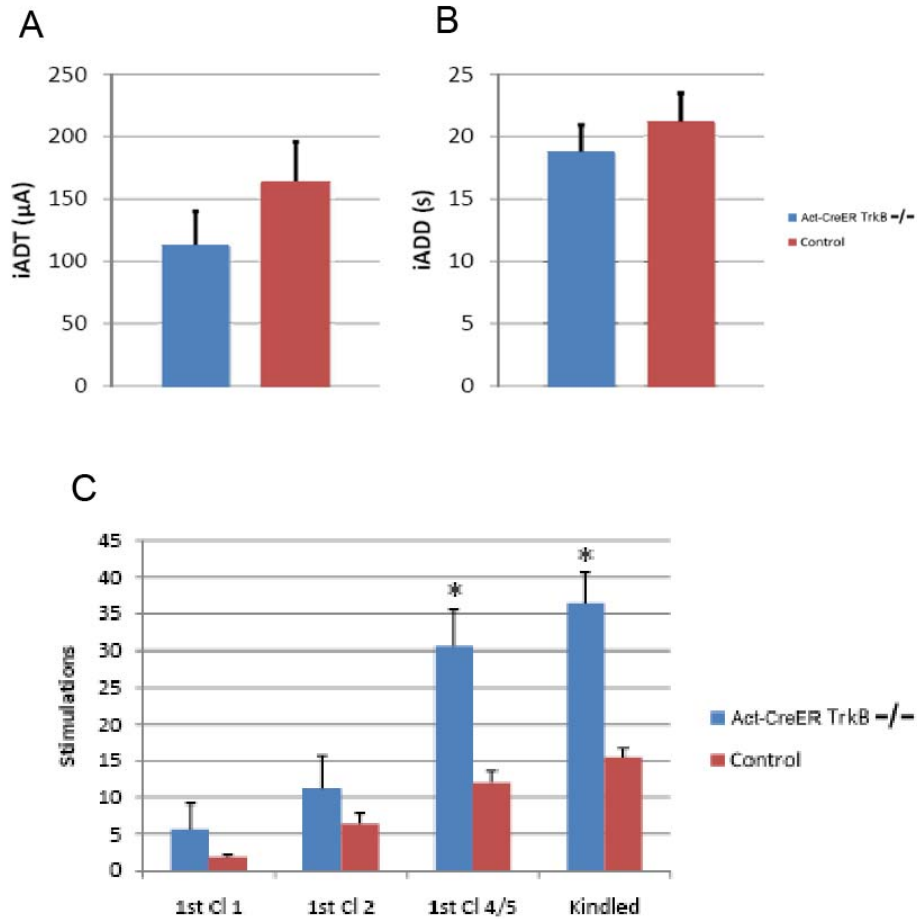 A
250
200
150
100
50
0
iADT (µA)
B
25
20
15
10
5
0
iADD (s)
Act-CreER TrkB -/-
Control
C
45
40
35
30
25
20
15
10
5
0
Stimulations
* *
1st Cl 1 1st Cl 2 1st Cl 4/5 Kindled
Act-CreER TrkB -/-
Control